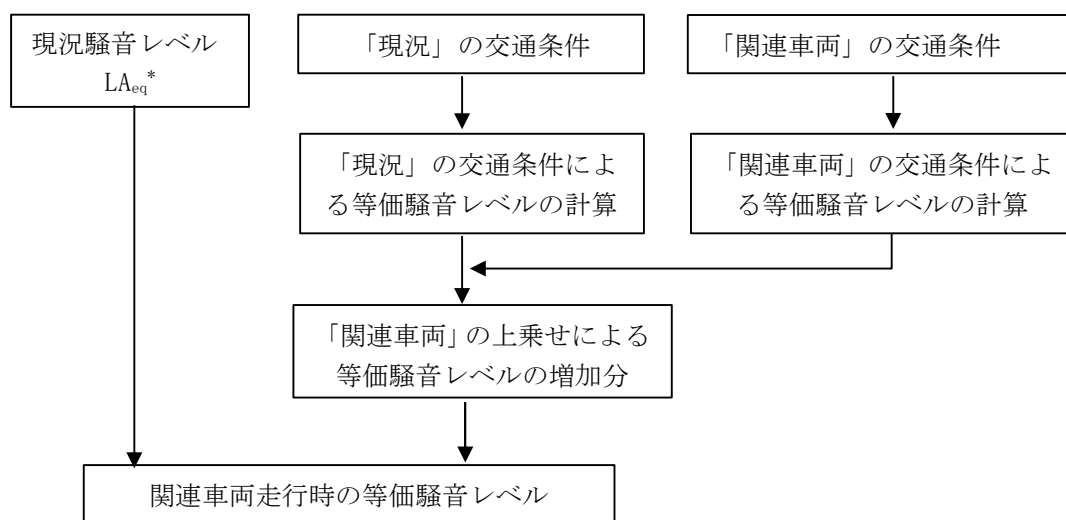 現況騒音レベル
LAeq*
「現況」の交通条件
「関連車両」の交通条件
「現況」の交通条件によ
る等価騒音レベルの計算
「関連車両」の交通条件によ
る等価騒音レベルの計算
「関連車両」の上乗せによる
等価騒音レベルの増加分
関連車両走行時の等価騒音レベル